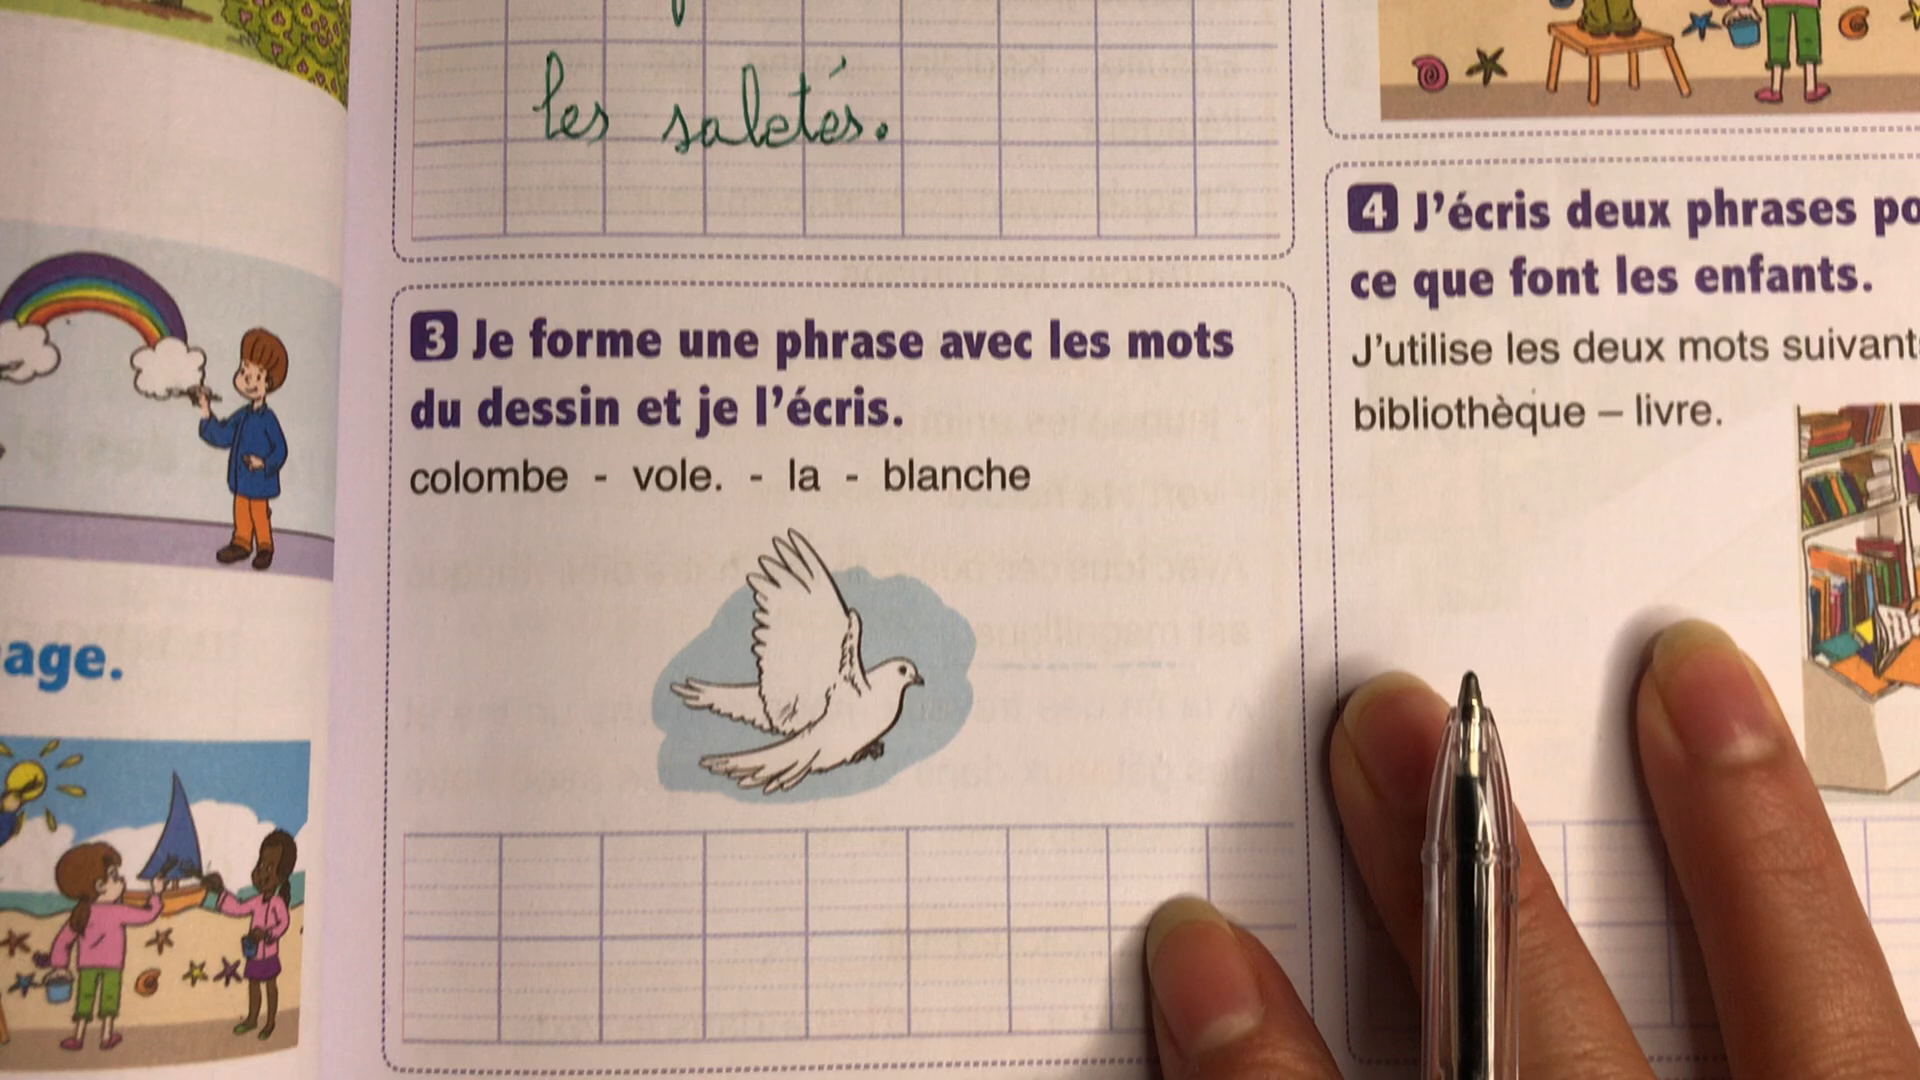 les saletés.
age.
3 Je forme une phrase avec les mots
du dessin et je l'écris.
colombe - vole. - la - blanche
4 J'écris deux phrases po
ce que font les enfants.
J'utilise les deux mots suivant
bibliothèque – livre.